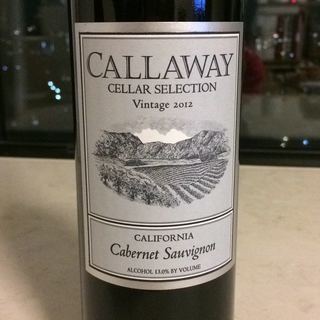 CALLAWAY
CELLAR SELECTION
Vintage 2012
CALIFORNIA
Cabernet Sauvignon
ALCOHOL 13.0% BY VOLUME